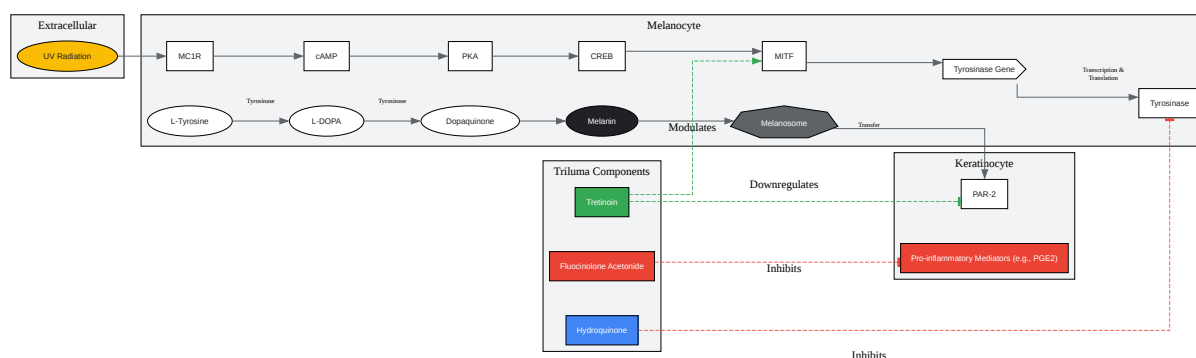 Extracellular
Melanocyte
UV Radiation
MC1R
cAMP
PKA
CREB
MITF
Tyrosinase Gene
Transcription &
Translation
Tyrosinase
L-Tyrosine
Tyrosinase
L-DOPA
Tyrosinase
Dopaquinone
Melanin
Modulates
Melanosome
Transfer
Triluma Components
Keratinocyte
Tretinoin
Downregulates
PAR-2
Fluocinolone Acetonide
Inhibits
Pro-inflammatory Mediators (e.g., PGE2)
Hydroquinone
Inhibits